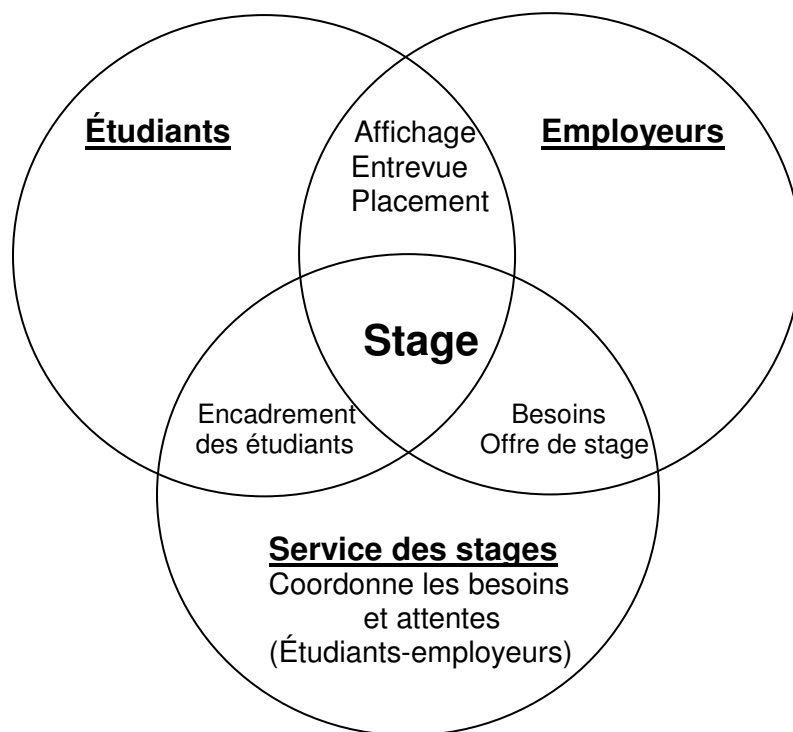 Étudiants
Affichage
Entrevue
Placement
Employeurs
Stage
Encadrement
des étudiants
Besoins
Offre de stage
Service des stages
Coordonne les besoins
et attentes
(Étudiants-employeurs)